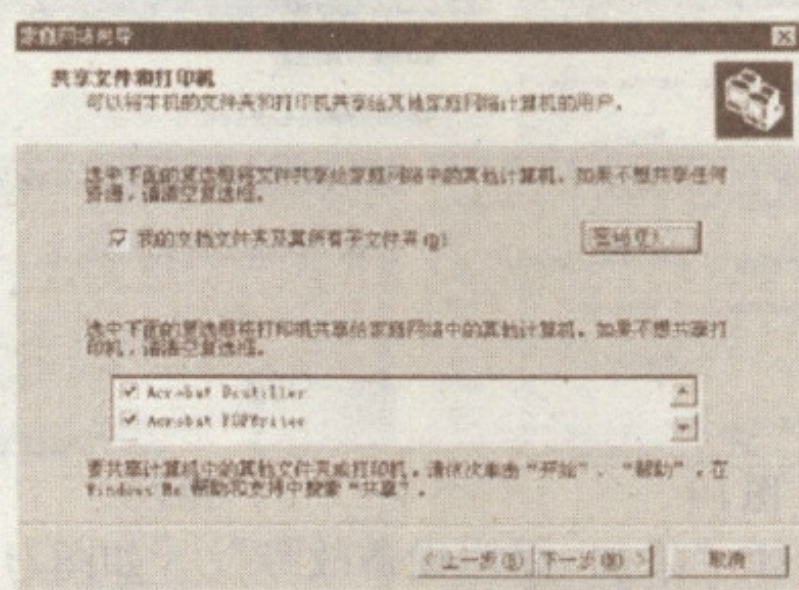 家庭网络向导
共享文件和打印机
可以将本机的文件夹和打印机共享给其他家庭网络计算机的用户。
选中下面的复选框将文件共享给家庭网络中的其他计算机。如果不想共享任何
资源，请清空复选框。
我的文档文件夹及其所有子文件夹(D)
密码(P)...
选中下面的复选框将打印机共享给家庭网络中的其他计算机。如果不想共享打
印机，请清空复选框。
Acrobat Distiller
Acrobat PDFWriter
要共享计算机中的其他文件夹或打印机，请依次单击“开始”、“帮助”，在
Windows Me 帮助和支持中搜索“共享”。
<上一步(B) 下一步(N)> 取消